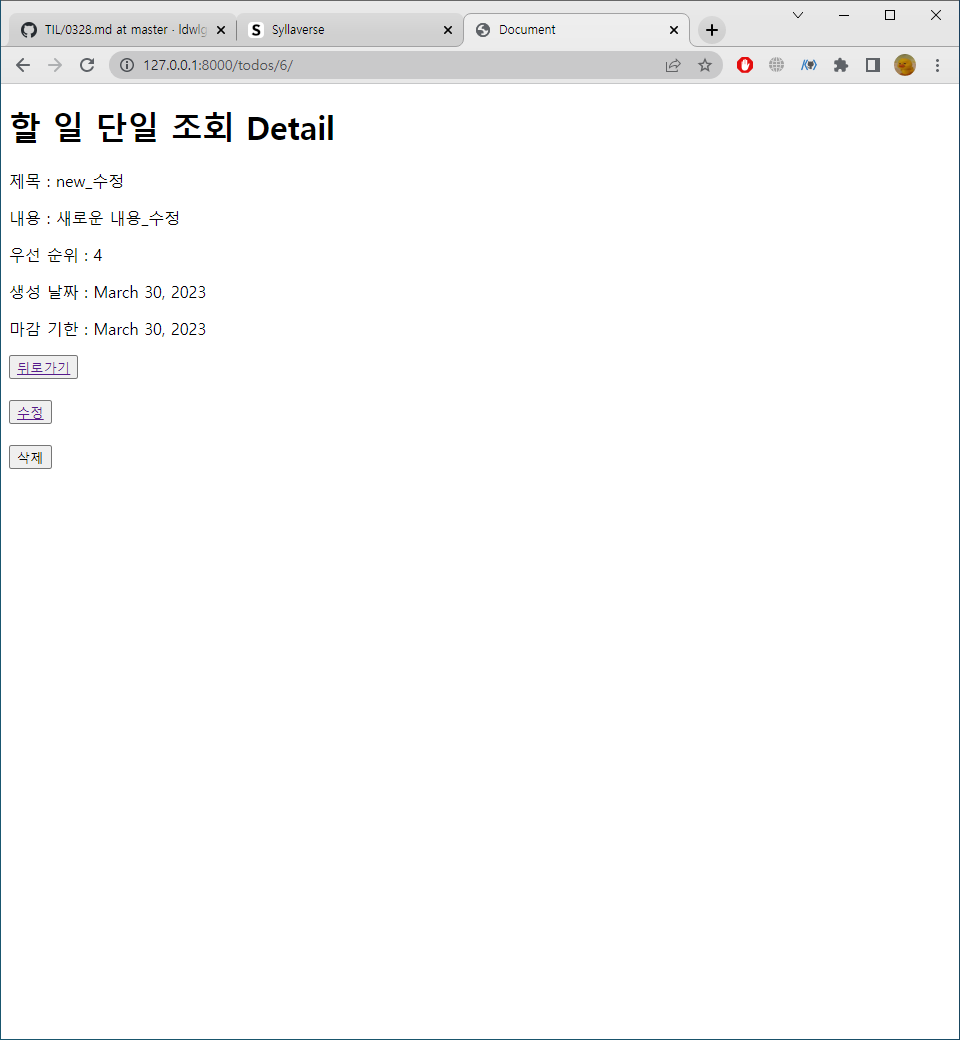 TIL/0328.md at master · ldwlg
Syllaverse
Document
127.0.0.1:8000/todos/6/
할 일 단일 조회 Detail
제목 : new_수정
내용 : 새로운 내용_수정
우선 순위 : 4
생성 날짜 : March 30, 2023
마감 기한 : March 30, 2023
뒤로가기
수정
삭제